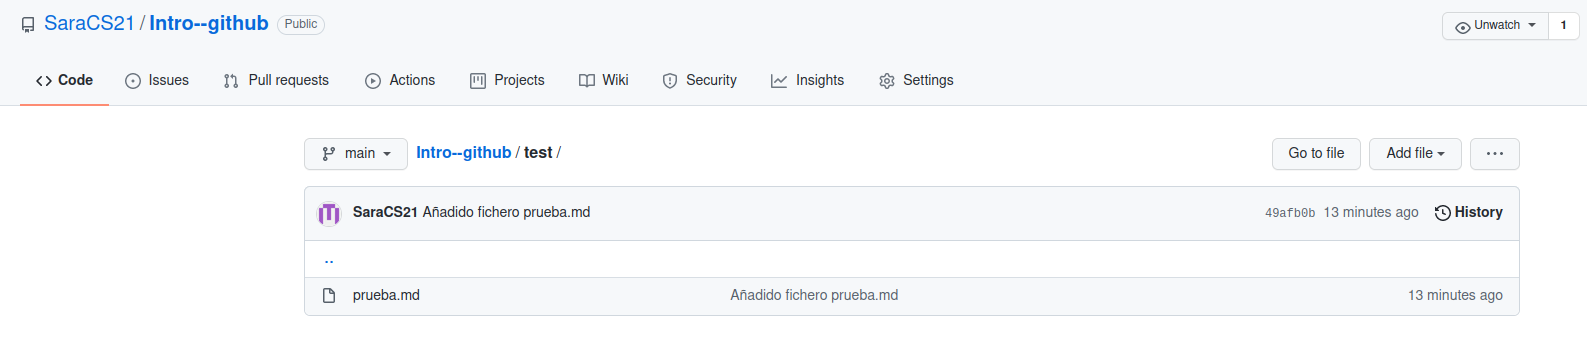 SaraCS21 / Intro--github Public
Unwatch 1
Code Issues Pull requests Actions Projects Wiki Security Insights Settings
main Intro--github / test / Go to file Add file ...
SaraCS21 Añadido fichero prueba.md 49afb0b 13 minutes ago History
..
prueba.md Añadido fichero prueba.md 13 minutes ago